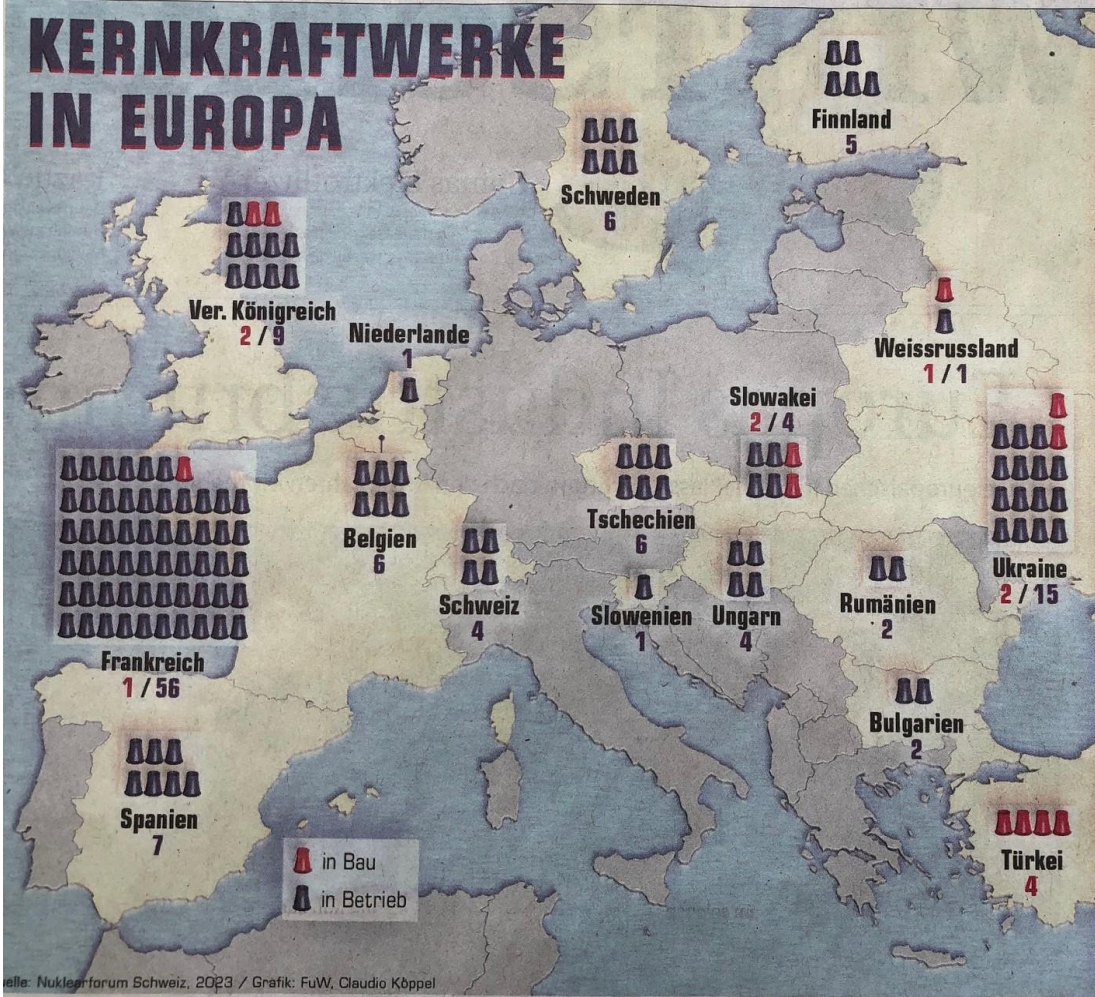 KERNKRAFTWERKE
IN EUROPA
Finnland
5
Schweden
6
Ver. Königreich
2 / 9
Niederlande
1
Weissrussland
1 / 1
Slowakei
2 / 4
Belgien
6
Tschechien
6
Ukraine
2 / 15
Schweiz
4
Slowenien
1
Ungarn
4
Rumänien
2
Frankreich
1 / 56
Bulgarien
2
Spanien
7
in Bau
in Betrieb
Türkei
4
elle: Nuklearforum Schweiz, 2023 / Grafik: FuW, Claudio Köppel